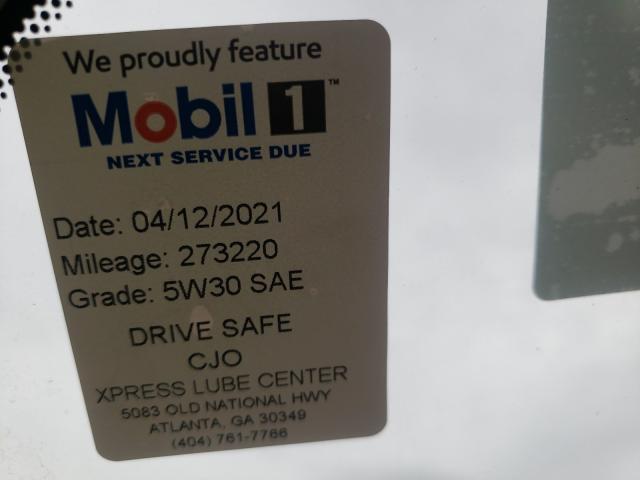 We proudly feature
Mobil 1™
NEXT SERVICE DUE
Date: 04/12/2021
Mileage: 273220
Grade: 5W30 SAE
DRIVE SAFE
CJO
XPRESS LUBE CENTER
5083 OLD NATIONAL HWY
ATLANTA, GA 30349
(404) 761-7766